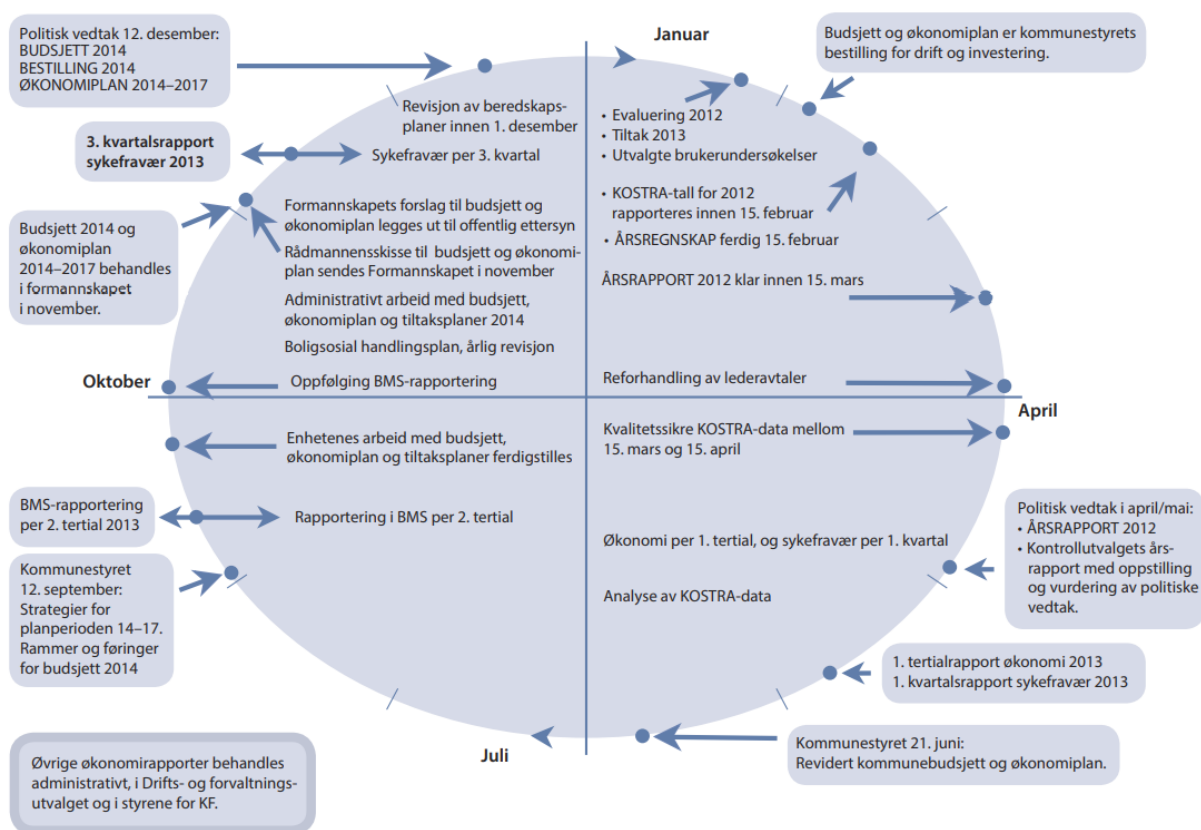 Januar
Politisk vedtak 12. desember:
BUDSJETT 2014
BESTILLING 2014
ØKONOMIPLAN 2014–2017
Budsjett og økonomiplan er kommunestyrets
bestilling for drift og investering.
Revisjon av beredskaps-
planer innen 1. desember
3. kvartalsrapport
sykefravær 2013
Sykefravær per 3. kvartal
• Evaluering 2012
• Tiltak 2013
• Utvalgte brukerundersøkelser
• KOSTRA-tall for 2012
rapporteres innen 15. februar
• ÅRSREGNSKAP ferdig 15. februar
ÅRSRAPPORT 2012 klar innen 15. mars
Budsjett 2014 og
økonomiplan
2014–2017 behandles
i formannskapet
i november.
Formannskapets forslag til budsjett og
økonomiplan legges ut til offentlig ettersyn
Rådmannensskisse til budsjett og økonomi-
plan sendes Formannskapet i november
Administrativt arbeid med budsjett,
økonomiplan og tiltaksplaner 2014
Boligsosial handlingsplan, årlig revisjon
Oktober
Oppfølging BMS-rapportering
Reforhandling av lederavtaler
April
Enhetenes arbeid med budsjett,
økonomiplan og tiltaksplaner ferdigstilles
Kvalitetssikre KOSTRA-data mellom
15. mars og 15. april
BMS-rapportering
per 2. tertial 2013
Rapportering i BMS per 2. tertial
Økonomi per 1. tertial, og sykefravær per 1. kvartal
Analyse av KOSTRA-data
Politisk vedtak i april/mai:
• ÅRSRAPPORT 2012
• Kontrollutvalgets års-
rapport med oppstilling
og vurdering av politiske
vedtak.
Kommunestyret
12. september:
Strategier for
planperioden 14–17.
Rammer og føringer
for budsjett 2014
1. tertialrapport økonomi 2013
1. kvartalsrapport sykefravær 2013
Juli
Kommunestyret 21. juni:
Revidert kommunebudsjett og økonomiplan.
Øvrige økonomirapporter behandles
administrativt, i Drifts- og forvaltnings-
utvalget og i styrene for KF.